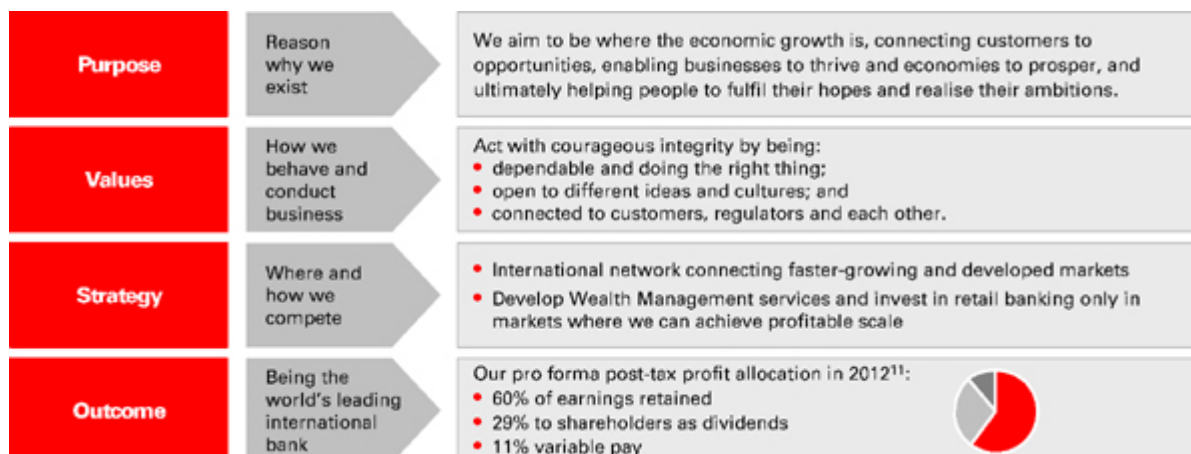 Purpose
Reason
why we
exist
We aim to be where the economic growth is, connecting customers to
opportunities, enabling businesses to thrive and economies to prosper, and
ultimately helping people to fulfil their hopes and realise their ambitions.
Values
How we
behave and
conduct
business
Act with courageous integrity by being:
• dependable and doing the right thing;
• open to different ideas and cultures; and
• connected to customers, regulators and each other.
Strategy
Where and
how we
compete
• International network connecting faster-growing and developed markets
• Develop Wealth Management services and invest in retail banking only in
markets where we can achieve profitable scale
Outcome
Being the
world's leading
international
bank
Our pro forma post-tax profit allocation in 2012¹¹:
• 60% of earnings retained
• 29% to shareholders as dividends
• 11% variable pay